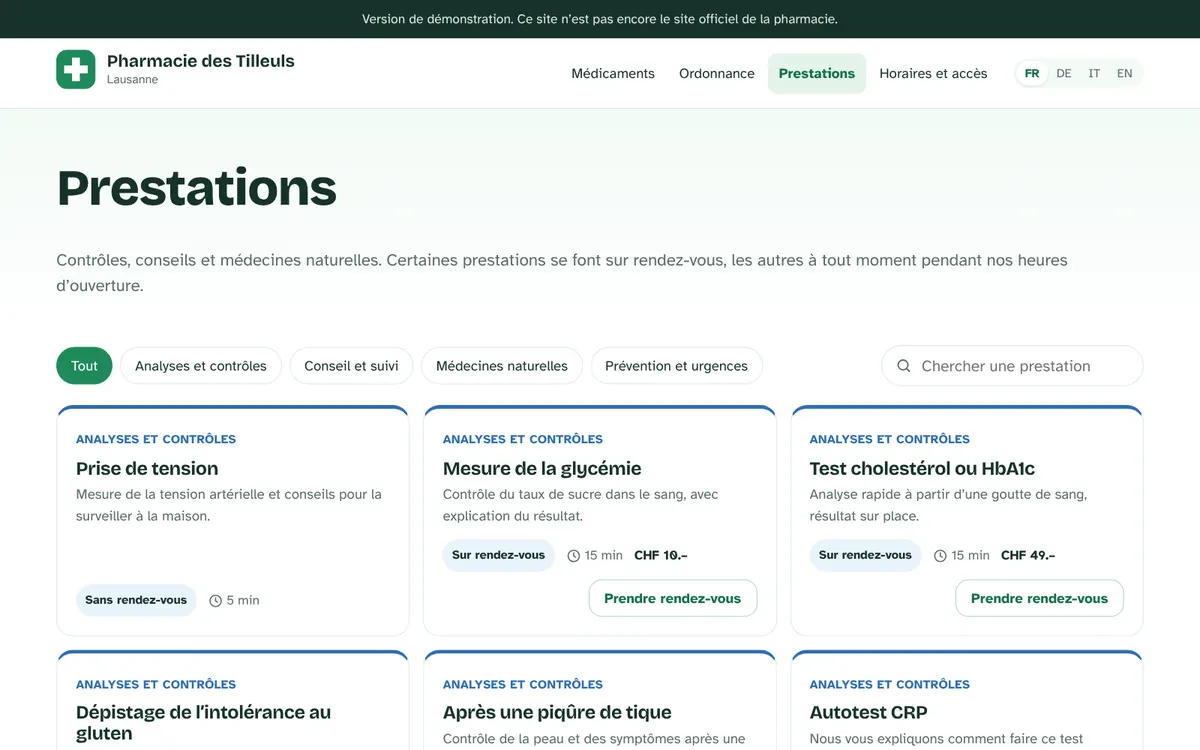 Version de démonstration. Ce site n'est pas encore le site officiel de la pharmacie.
Pharmacie des Tilleuls
Lausanne
Médicaments
Ordonnance
Prestations
Horaires et accès
FR
DE
IT
EN
Prestations
Contrôles, conseils et médecines naturelles. Certaines prestations se font sur rendez-vous, les autres à tout moment pendant nos heures
d'ouverture.
Tout
Analyses et contrôles
Conseil et suivi
Médecines naturelles
Prévention et urgences
Chercher une prestation
ANALYSES ET CONTRÔLES
Prise de tension
Mesure de la tension artérielle et conseils pour la
surveiller à la maison.
Sans rendez-vous
5 min
ANALYSES ET CONTRÔLES
Mesure de la glycémie
Contrôle du taux de sucre dans le sang, avec
explication du résultat.
Sur rendez-vous
15 min
CHF 10.–
Prendre rendez-vous
ANALYSES ET CONTRÔLES
Test cholestérol ou HbA1c
Analyse rapide à partir d'une goutte de sang,
résultat sur place.
Sur rendez-vous
15 min
CHF 49.–
Prendre rendez-vous
ANALYSES ET CONTRÔLES
Dépistage de l'intolérance au
gluten
ANALYSES ET CONTRÔLES
Après une piqûre de tique
Contrôle de la peau et des symptômes après une
ANALYSES ET CONTRÔLES
Autotest CRP
Nous vous expliquons comment faire ce test